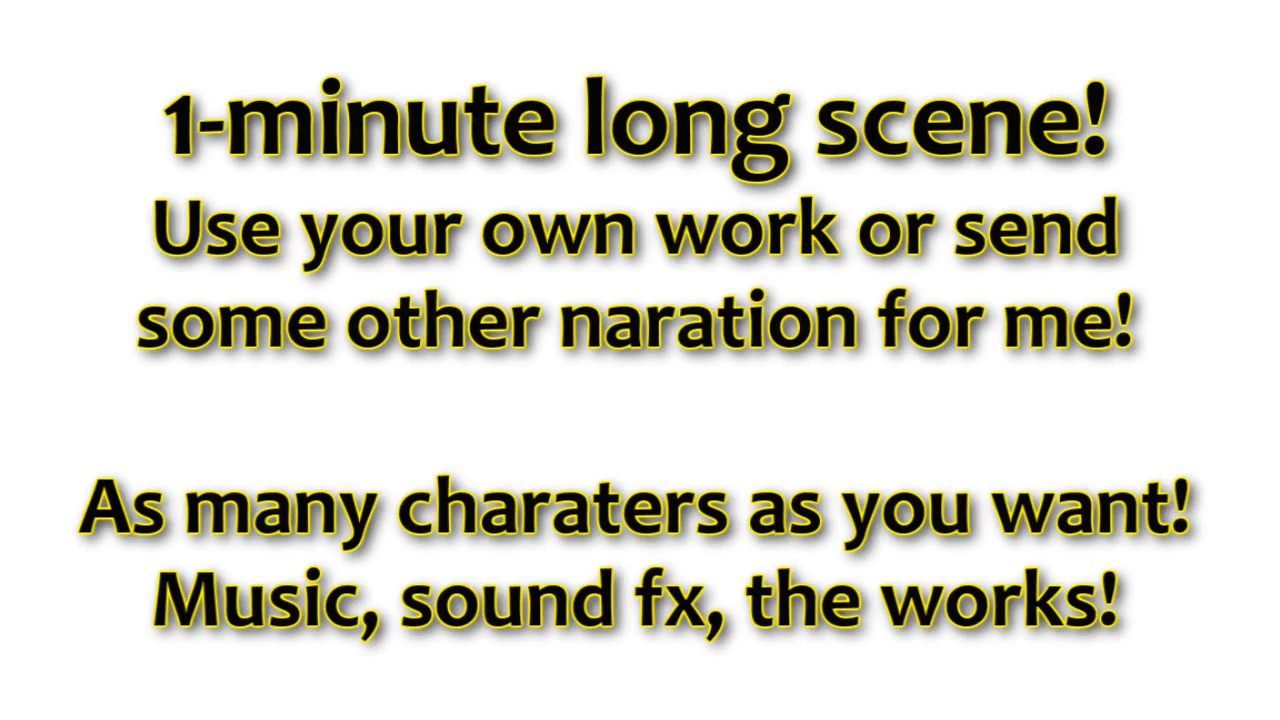 1-minute long scene!
Use your own work or send
some other naration for me!
As many charaters as you want!
Music, sound fx, the works!